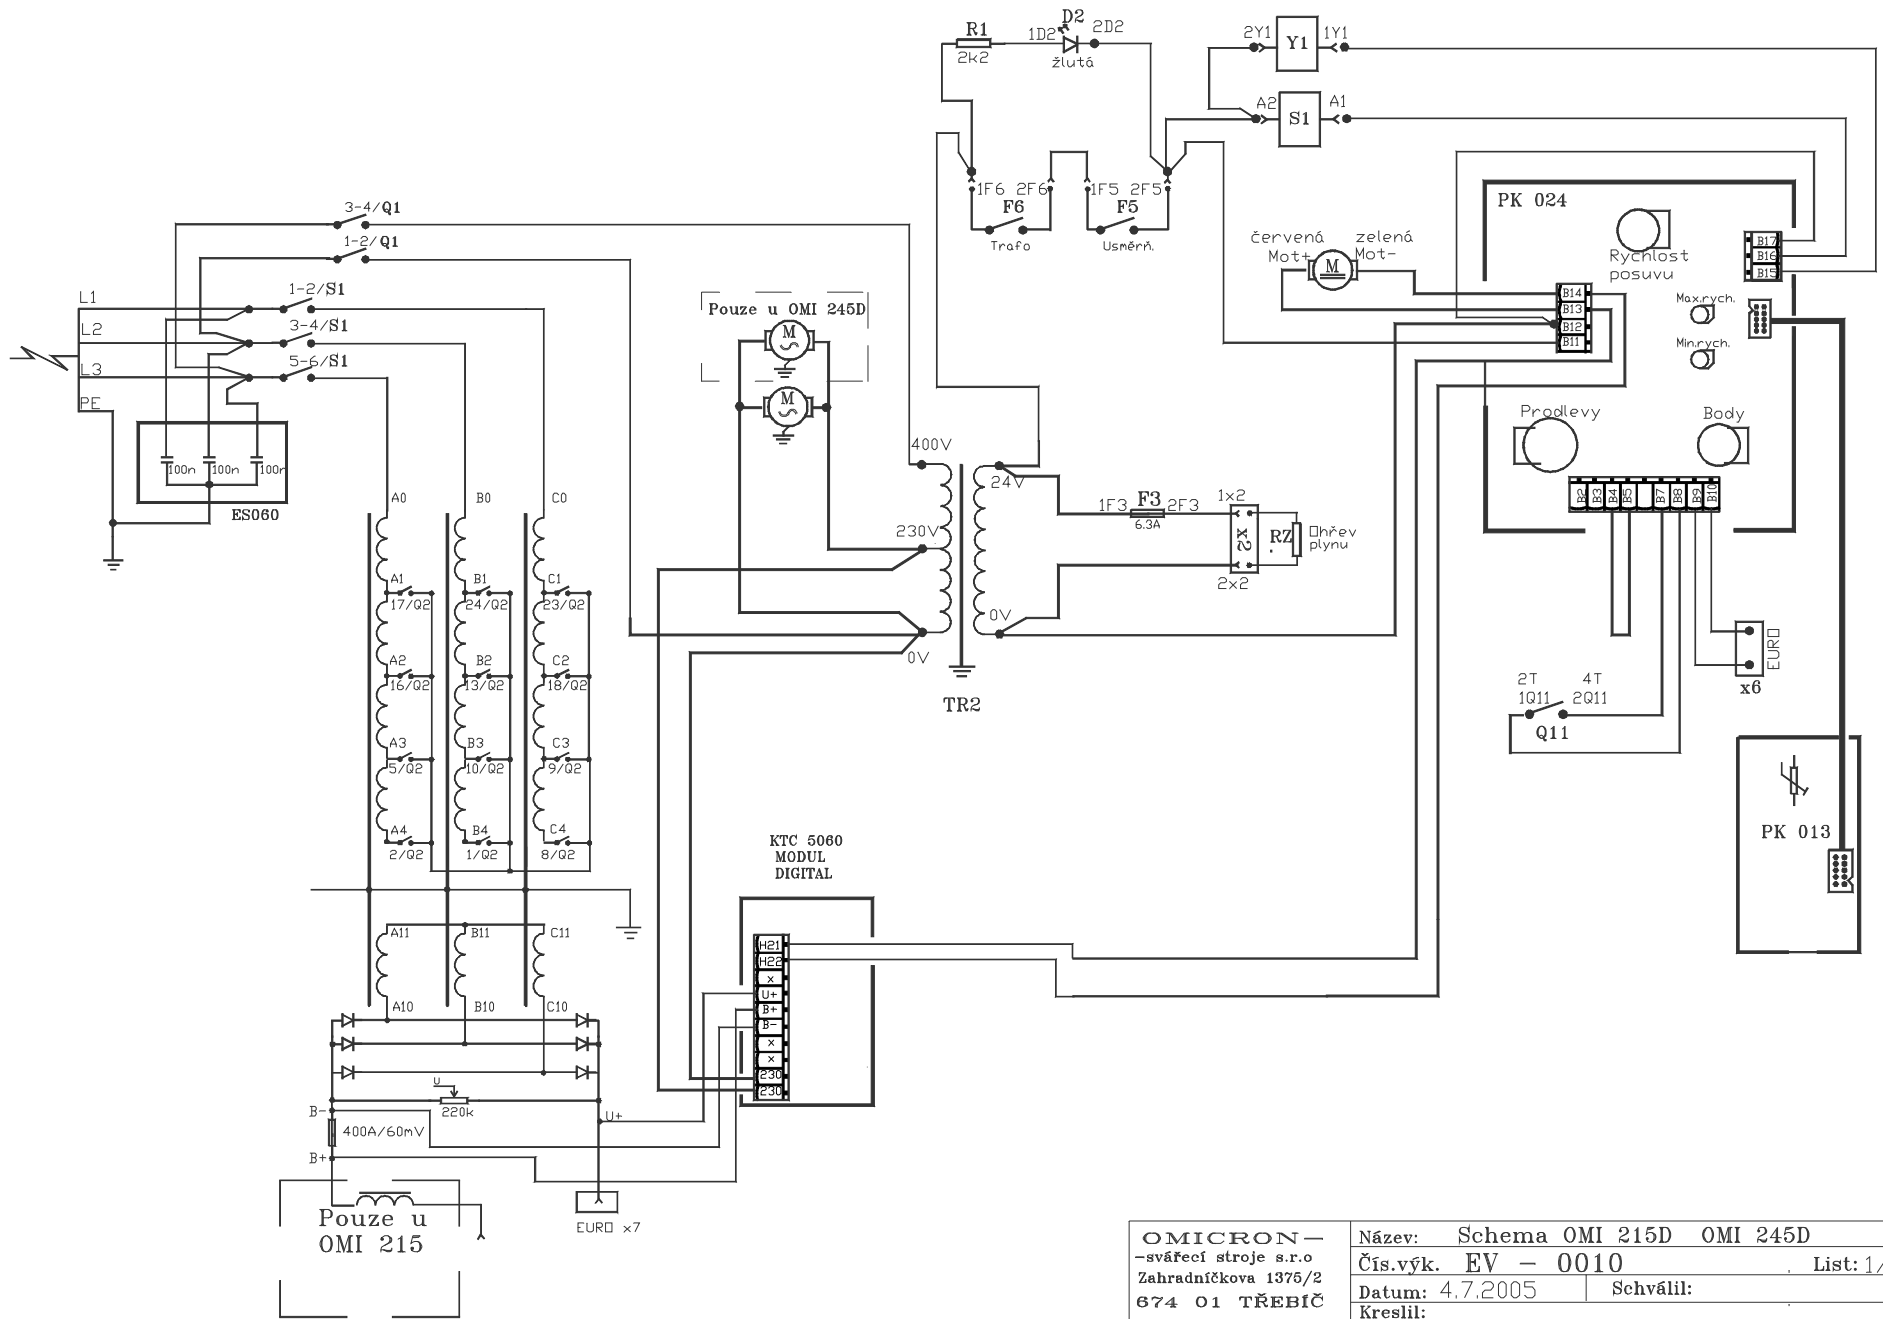 R1
2k2
1D2
D2
2D2
žlutá
2Y1
Y1
1Y1
A2
S1
A1
1F6 2F6
F6
Trafo
1F5 2F5
F5
Usměrň.
3-4/Q1
1-2/Q1
1-2/S1
3-4/S1
5-6/S1
L1
L2
L3
PE
100n
100n
100n
ES060
Pouze u OMI 245D
M
M
červená
Mot+
zelená
Mot-
M
PK 024
Rychlost
posuvu
B17
B16
B15
B14
B13
B12
B11
Max.rych.
Min.rych.
Prodlevy
Body
B2
B3
B4
B5
B7
B8
B9
B10
400V
230V
0V
24V
0V
TR2
1F3
F3
2F3
6.3A
1x2
x2
2x2
RZ
Ohřev
plynu
A0
B0
C0
A1
17/Q2
B1
24/Q2
C1
23/Q2
A2
16/Q2
B2
13/Q2
C2
18/Q2
A3
5/Q2
B3
10/Q2
C3
9/Q2
A4
2/Q2
B4
1/Q2
C4
8/Q2
A11
B11
C11
A10
B10
C10
2T
4T
1Q11
2Q11
Q11
EURO
x6
PK 013
KTC 5060
MODUL
DIGITAL
H21
H22
x
U+
B+
B-
x
x
230
230
U
220k
B-
400A/60mV
B+
U+
EURO x7
Pouze u
OMI 215
OMICRON-
-svářecí stroje s.r.o
Zahradníčkova 1375/2
674 01 TŘEBÍČ
Název: Schema OMI 215D OMI 245D
Čís.výk. EV - 0010
List: 1/
Datum: 4.7.2005
Schválil:
Kreslil: